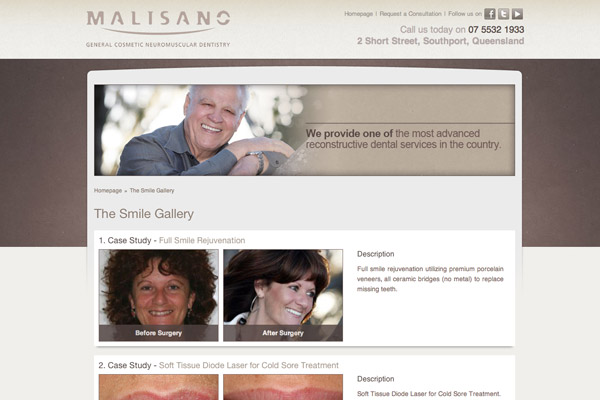 MALISANO
GENERAL COSMETIC NEUROMUSCULAR DENTISTRY
Homepage | Request a Consultation | Follow us on
Call us today on 07 5532 1933
2 Short Street, Southport, Queensland
We provide one of the most advanced
reconstructive dental services in the country.
Homepage » The Smile Gallery
The Smile Gallery
1. Case Study - Full Smile Rejuvenation
Before Surgery
After Surgery
Description
Full smile rejuvenation utilizing premium porcelain
veneers, all ceramic bridges (no metal) to replace
missing teeth.
2. Case Study - Soft Tissue Diode Laser for Cold Sore Treatment
Description
Soft Tissue Diode Laser for Cold Sore Treatment.